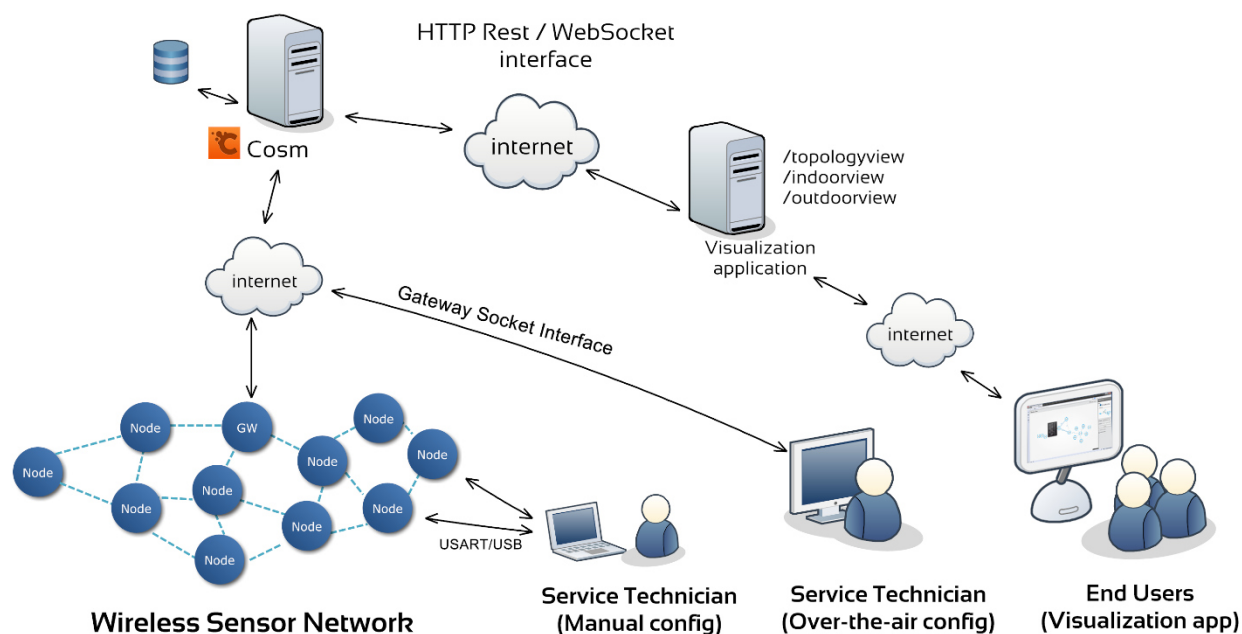 HTTP Rest / WebSocket
interface
Cosm
internet
/topologyview
/indoorview
/outdoorview
Visualization
application
internet
Gateway Socket Interface
internet
Node
Node
GW
Node
Node
Node
Node
Node
Node
Node
Node
USART/USB
Wireless Sensor Network
Service Technician
(Manual config)
Service Technician
(Over-the-air config)
End Users
(Visualization app)